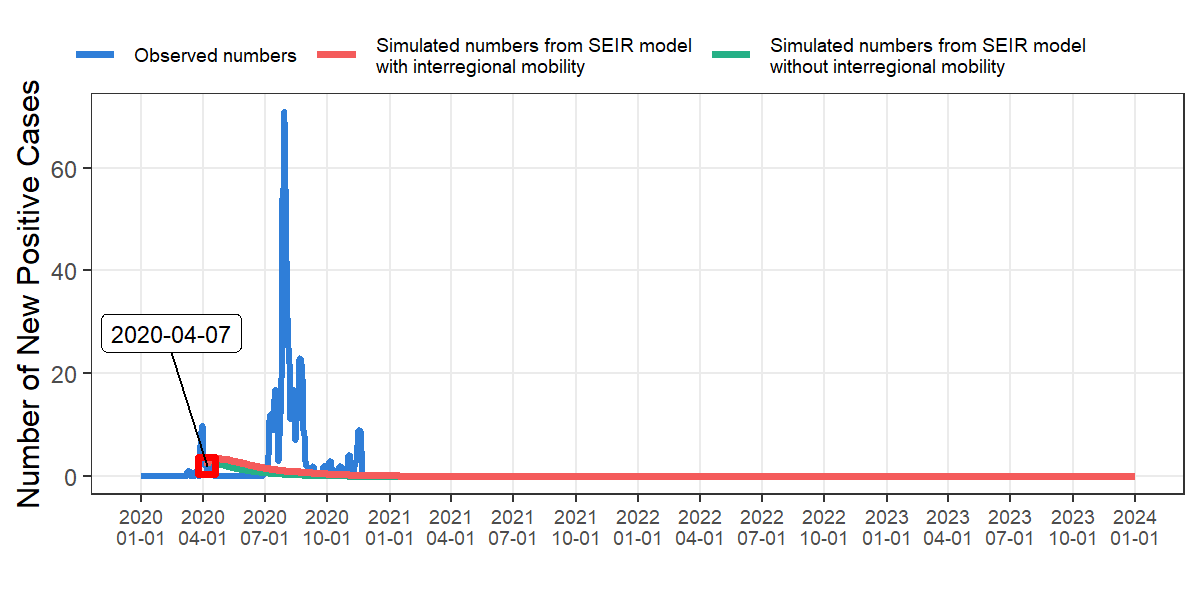 Observed numbers
Simulated numbers from SEIR model
with interregional mobility
Simulated numbers from SEIR model
without interregional mobility
Number of New Positive Cases
60
40
20
0
2020-04-07
2020 2020 2020 2020 2021 2021 2021 2021 2022 2022 2022 2022 2023 2023 2023 2023 2024
01-01 04-01 07-01 10-01 01-01 04-01 07-01 10-01 01-01 04-01 07-01 10-01 01-01 04-01 07-01 10-01 01-01